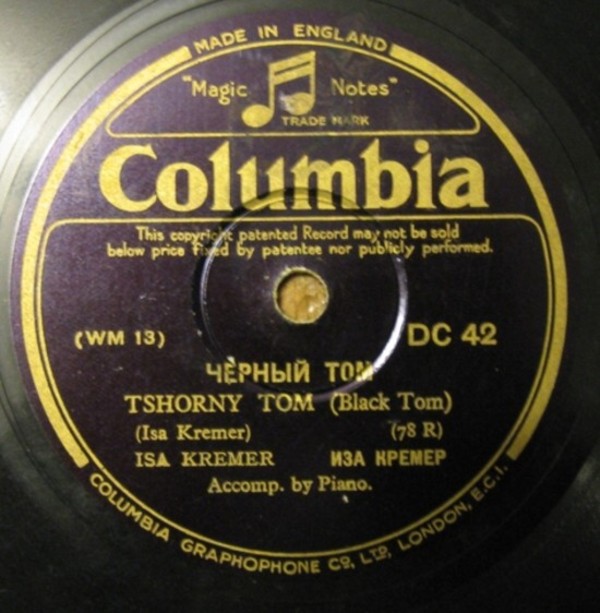 MADE IN ENGLAND
"Magic Notes"
TRADE MARK
Columbia
This copyright patented Record may not be sold
below price fixed by patentee nor publicly performed.
(WM 13) DC 42
ЧЁРНЫЙ ТОМ
TSHORNY TOM (Black Tom)
(Isa Kremer) (78 R)
ISA KREMER ИЗА КРЕМЕР
Accomp. by Piano.
COLUMBIA GRAPHOPHONE CO, LTD, LONDON, E.C.1.